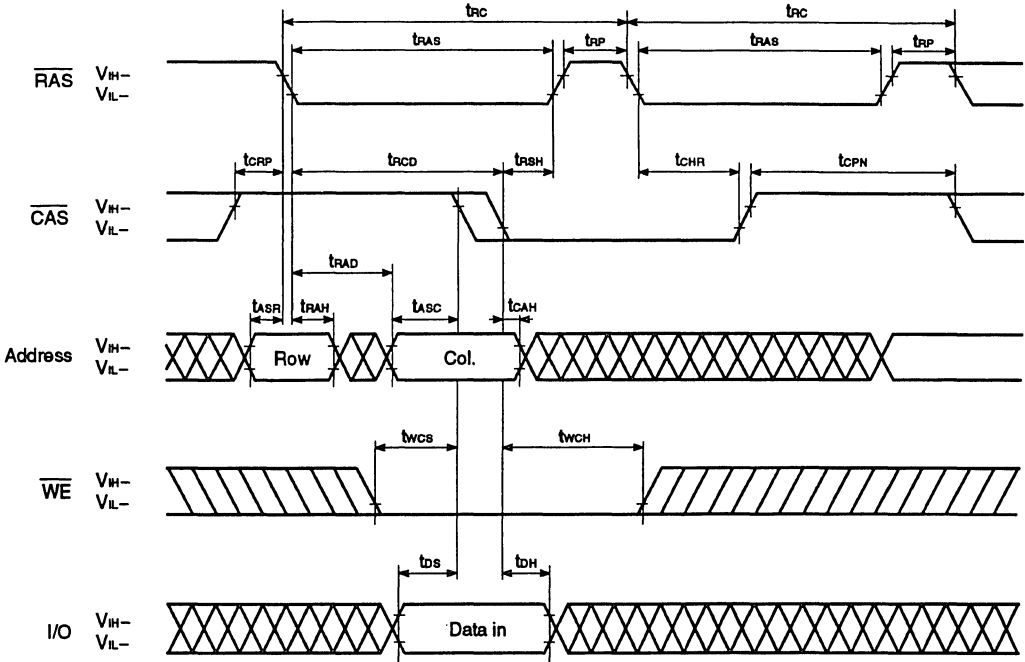 tRC tRC
tRAS tRP tRAS tRP
RAS VIH–
VIL–
tCRP tRCD tRSH tCHR tCPN
CAS VIH–
VIL–
tRAD
tASR tRAH tASC tCAH
Address VIH– Row Col.
VIL–
tWCS tWCH
WE VIH–
VIL–
tDS tDH
I/O VIH– Data in
VIL–